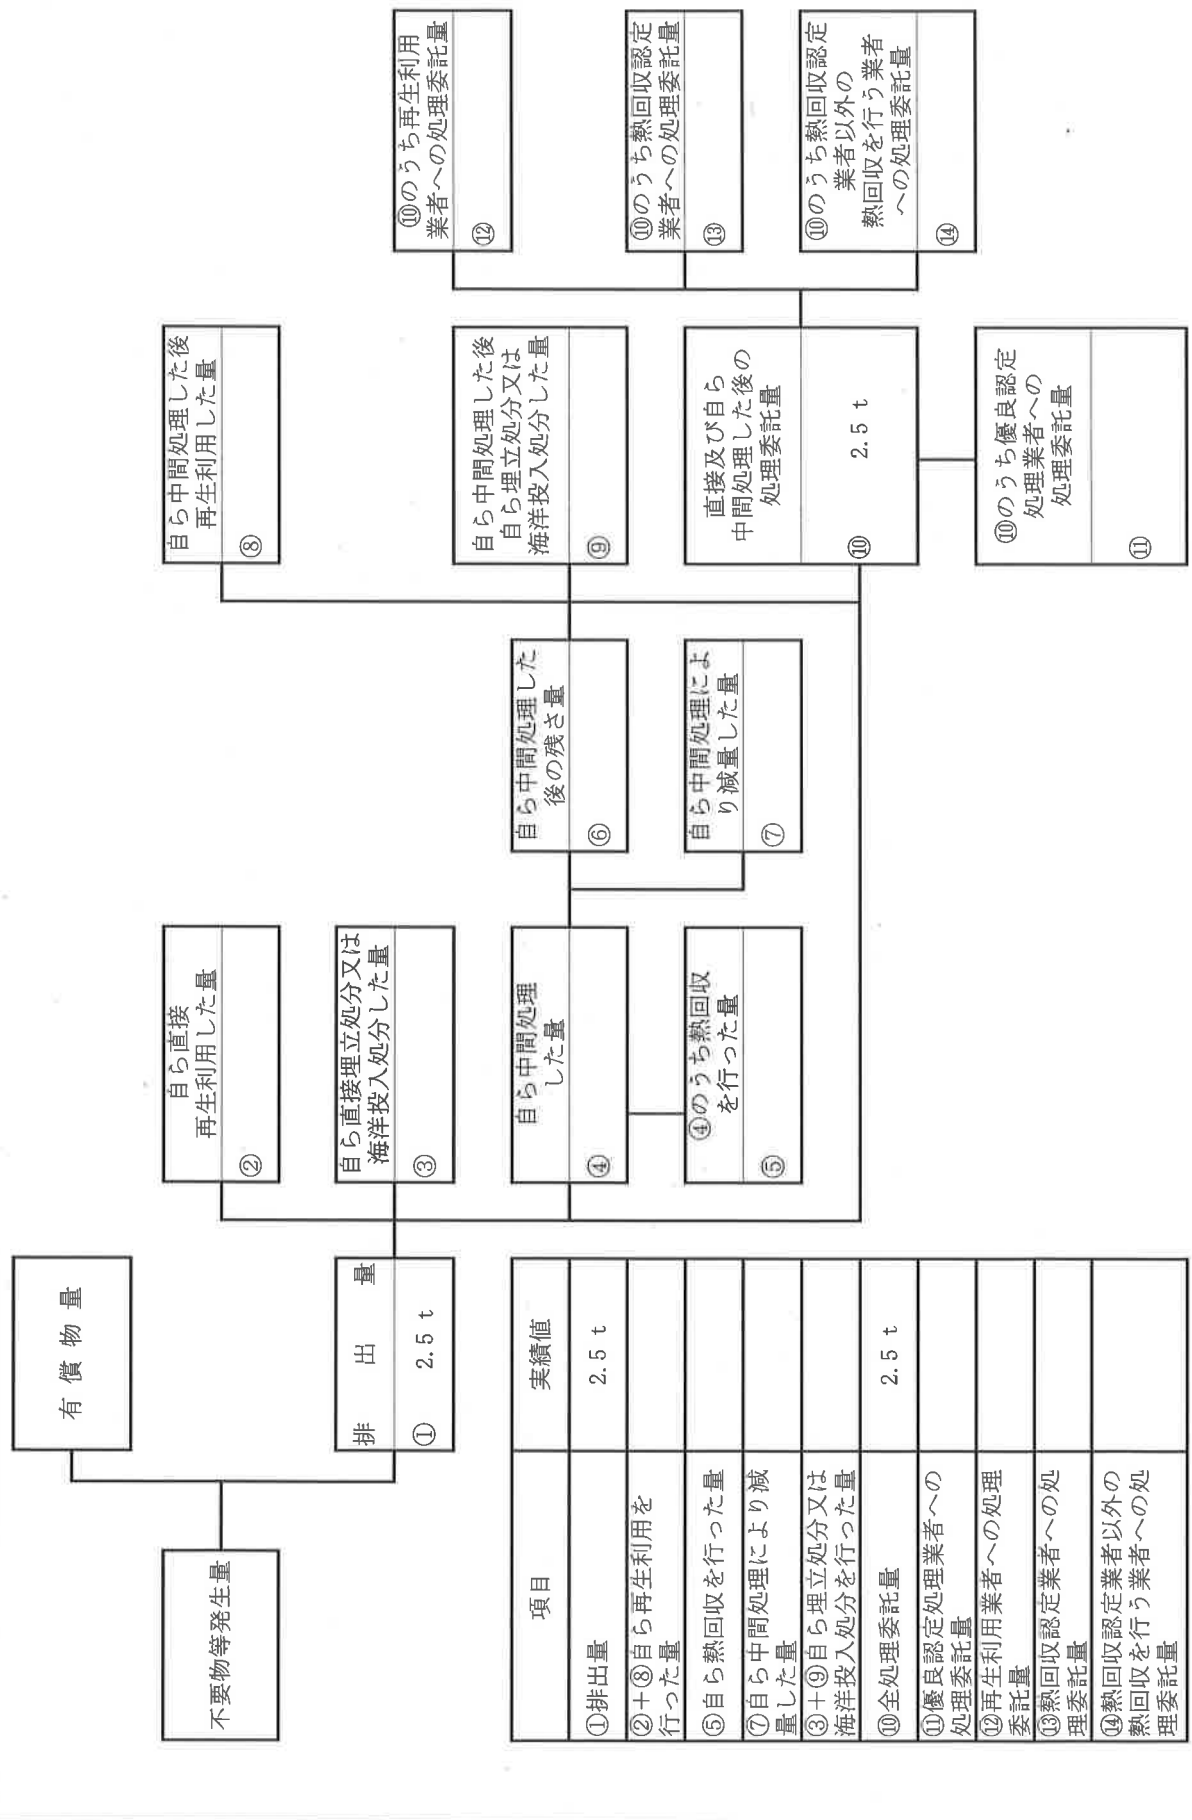 不要物等発生量
有償物量
排出量
① 2.5 t
自ら直接
再生利用した量
②
自ら直接埋立処分又は
海洋投入処分した量
③
自ら中間処理
した量
④
④のうち熱回収
を行った量
⑤
自ら中間処理した
後の残さ量
⑥
自ら中間処理によ
り減量した量
⑦
自ら中間処理した後
再生利用した量
⑧
自ら中間処理した後
自ら埋立処分又は
海洋投入処分した量
⑨
直接及び自ら
中間処理した後の
処理委託量
⑩ 2.5 t
⑩のうち優良認定
処理業者への
処理委託量
⑪
⑩のうち再生利用
業者への処理委託量
⑫
⑩のうち熱回収認定
業者への処理委託量
⑬
⑩のうち熱回収認定
業者以外の
熱回収を行う業者
への処理委託量
⑭
項目 実績値
①排出量 2.5 t
②+⑧自ら再生利用を
行った量
⑤自ら熱回収を行った量
⑦自ら中間処理により減
量した量
③+⑨自ら埋立処分又は
海洋投入処分を行った量
⑩全処理委託量 2.5 t
⑪優良認定処理業者への
処理委託量
⑫再生利用業者への処理
委託量
⑬熱回収認定業者への処
理委託量
⑭熱回収認定業者以外の
熱回収を行う業者への処
理委託量